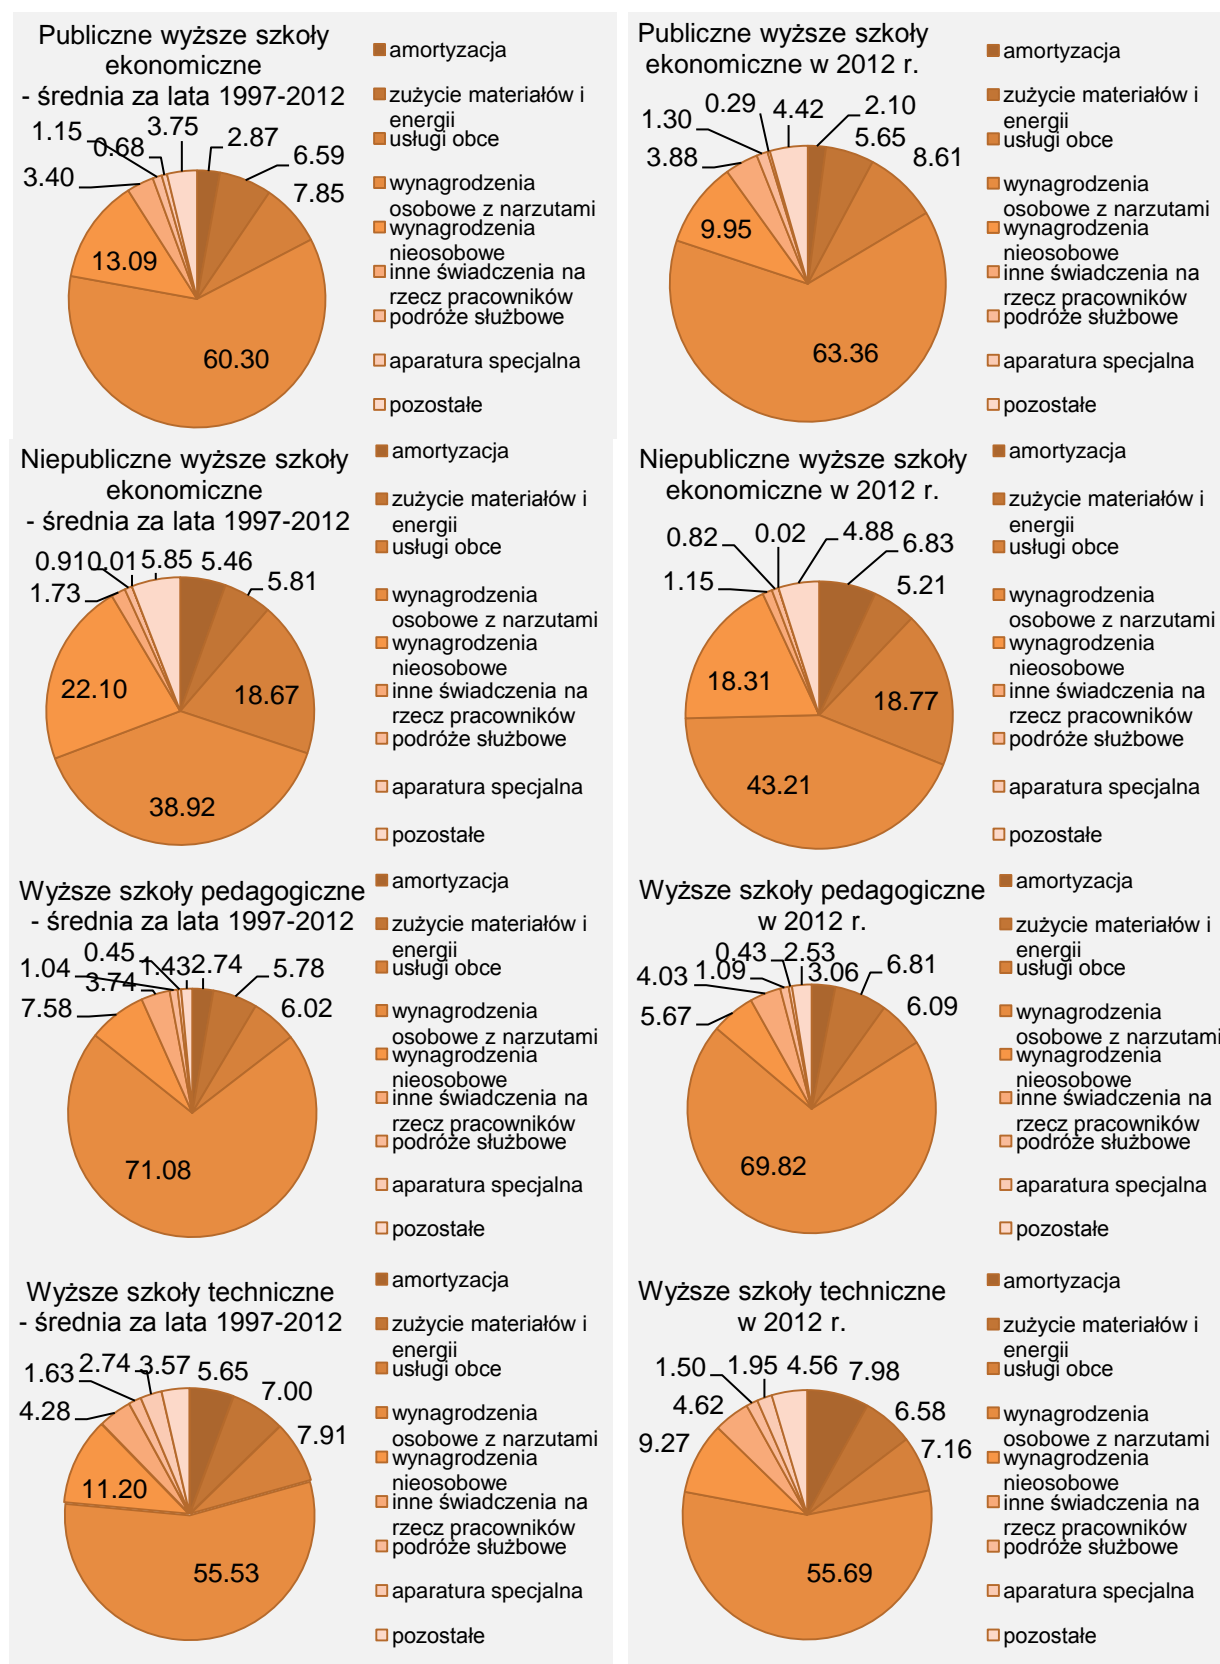 Publiczne wyższe szkoły
ekonomiczne
- średnia za lata 1997-2012
1.15
0.68
3.75
2.87
6.59
7.85
3.40
13.09
60.30
amortyzacja
zużycie materiałów i
energii
usługi obce
wynagrodzenia
osobowe z narzutami
wynagrodzenia
nieosobowe
inne świadczenia na
rzecz pracowników
podróże służbowe
aparatura specjalna
pozostałe
Publiczne wyższe szkoły
ekonomiczne w 2012 r.
0.29
4.42
2.10
1.30
5.65
8.61
3.88
9.95
63.36
amortyzacja
zużycie materiałów i
energii
usługi obce
wynagrodzenia
osobowe z narzutami
wynagrodzenia
nieosobowe
inne świadczenia na
rzecz pracowników
podróże służbowe
aparatura specjalna
pozostałe
Niepubliczne wyższe szkoły
ekonomiczne
- średnia za lata 1997-2012
0.91
0.01
5.85
5.46
1.73
5.81
22.10
18.67
38.92
amortyzacja
zużycie materiałów i
energii
usługi obce
wynagrodzenia
osobowe z narzutami
wynagrodzenia
nieosobowe
inne świadczenia na
rzecz pracowników
podróże służbowe
aparatura specjalna
pozostałe
Niepubliczne wyższe szkoły
ekonomiczne w 2012 r.
0.82
0.02
4.88
6.83
1.15
5.21
18.31
18.77
43.21
amortyzacja
zużycie materiałów i
energii
usługi obce
wynagrodzenia
osobowe z narzutami
wynagrodzenia
nieosobowe
inne świadczenia na
rzecz pracowników
podróże służbowe
aparatura specjalna
pozostałe
Wyższe szkoły pedagogiczne
- średnia za lata 1997-2012
0.45
1.04
1.43
2.74
5.78
3.74
7.58
6.02
71.08
amortyzacja
zużycie materiałów i
energii
usługi obce
wynagrodzenia
osobowe z narzutami
wynagrodzenia
nieosobowe
inne świadczenia na
rzecz pracowników
podróże służbowe
aparatura specjalna
pozostałe
Wyższe szkoły pedagogiczne
w 2012 r.
0.43
2.53
4.03
1.09
3.06
6.81
5.67
6.09
69.82
amortyzacja
zużycie materiałów i
energii
usługi obce
wynagrodzenia
osobowe z narzutami
wynagrodzenia
nieosobowe
inne świadczenia na
rzecz pracowników
podróże służbowe
aparatura specjalna
pozostałe
Wyższe szkoły techniczne
- średnia za lata 1997-2012
1.63
2.74
3.57
5.65
7.00
4.28
7.91
11.20
55.53
amortyzacja
zużycie materiałów i
energii
usługi obce
wynagrodzenia
osobowe z narzutami
wynagrodzenia
nieosobowe
inne świadczenia na
rzecz pracowników
podróże służbowe
aparatura specjalna
pozostałe
Wyższe szkoły techniczne
w 2012 r.
1.50
1.95
4.56
7.98
4.62
6.58
9.27
7.16
55.69
amortyzacja
zużycie materiałów i
energii
usługi obce
wynagrodzenia
osobowe z narzutami
wynagrodzenia
nieosobowe
inne świadczenia na
rzecz pracowników
podróże służbowe
aparatura specjalna
pozostałe